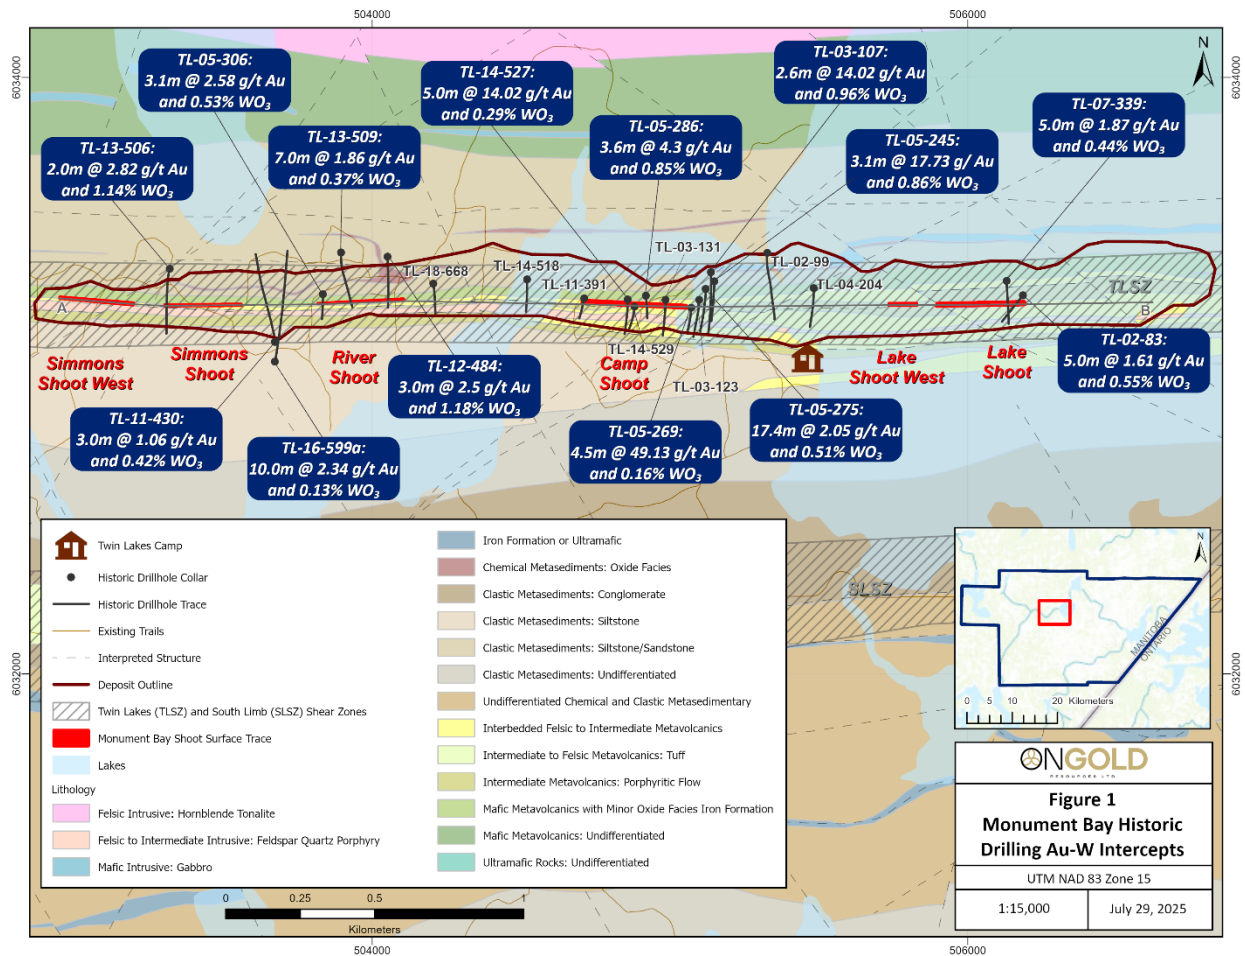 504000
506000
6034000
6034000
N
TL-05-306:
3.1m @ 2.58 g/t Au
and 0.53% WO₃
TL-14-527:
5.0m @ 14.02 g/t Au
and 0.29% WO₃
TL-03-107:
2.6m @ 14.02 g/t Au
and 0.96% WO₃
TL-07-339:
5.0m @ 1.87 g/t Au
and 0.44% WO₃
TL-13-506:
2.0m @ 2.82 g/t Au
and 1.14% WO₃
TL-13-509:
7.0m @ 1.86 g/t Au
and 0.37% WO₃
TL-05-286:
3.6m @ 4.3 g/t Au
and 0.85% WO₃
TL-05-245:
3.1m @ 17.73 g/ Au
and 0.86% WO₃
TL-03-131
TL-02-99
TL-18-668
TL-14-518
TL-11-391
TL-04-204
TLSZ
A
B
TL-14-529
TL-03-123
Simmons
Shoot West
Simmons
Shoot
River
Shoot
Camp
Shoot
Lake
Shoot West
Lake
Shoot
TL-02-83:
5.0m @ 1.61 g/t Au
and 0.55% WO₃
TL-12-484:
3.0m @ 2.5 g/t Au
and 1.18% WO₃
TL-11-430:
3.0m @ 1.06 g/t Au
and 0.42% WO₃
TL-16-599a:
10.0m @ 2.34 g/t Au
and 0.13% WO₃
TL-05-269:
4.5m @ 49.13 g/t Au
and 0.16% WO₃
TL-05-275:
17.4m @ 2.05 g/t Au
and 0.51% WO₃
SLSZ
Twin Lakes Camp
Historic Drillhole Collar
Historic Drillhole Trace
Existing Trails
Interpreted Structure
Deposit Outline
Twin Lakes (TLSZ) and South Limb (SLSZ) Shear Zones
Monument Bay Shoot Surface Trace
Lakes
Lithology
Felsic Intrusive: Hornblende Tonalite
Felsic to Intermediate Intrusive: Feldspar Quartz Porphyry
Mafic Intrusive: Gabbro
Iron Formation or Ultramafic
Chemical Metasediments: Oxide Facies
Clastic Metasediments: Conglomerate
Clastic Metasediments: Siltstone
Clastic Metasediments: Siltstone/Sandstone
Clastic Metasediments: Undifferentiated
Undifferentiated Chemical and Clastic Metasedimentary
Interbedded Felsic to Intermediate Metavolcanics
Intermediate to Felsic Metavolcanics: Tuff
Intermediate Metavolcanics: Porphyritic Flow
Mafic Metavolcanics with Minor Oxide Facies Iron Formation
Mafic Metavolcanics: Undifferentiated
Ultramafic Rocks: Undifferentiated
0 0.25 0.5 1
Kilometers
N
MANITOBA
ONTARIO
0 5 10 20 Kilometers
6032000
6032000
ONGOLD
RESOURCES LTD.
Figure 1
Monument Bay Historic
Drilling Au-W Intercepts
UTM NAD 83 Zone 15
1:15,000
July 29, 2025
504000
506000